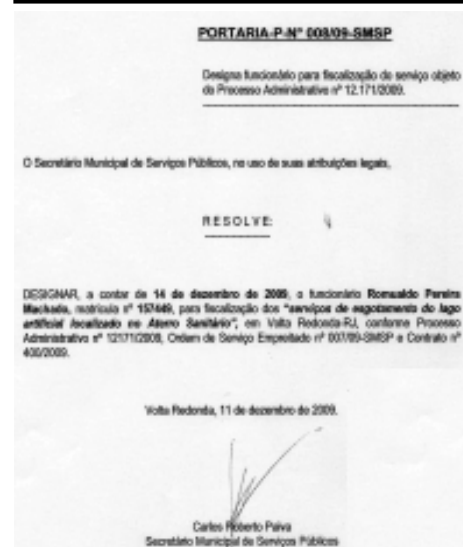 PORTARIA-P-Nº 008/09-SMSP
Designa funcionário para fiscalização do serviço objeto
do Processo Administrativo nº 12.171/2009.
O Secretário Municipal de Serviços Públicos, no uso de suas atribuições legais,
RESOLVE:
DESIGNAR, a contar de 14 de dezembro de 2009, o funcionário Romualdo Pereira
Machado, matrícula nº 157449, para fiscalização dos "serviços de esgotamento do lago
artificial localizado no Aterro Sanitário", em Volta Redonda-RJ, conforme Processo
Administrativo nº 12171/2009, Ordem de Serviço Empreitado nº 007/09-SMSP e Contrato nº
400/2009.
Volta Redonda, 11 de dezembro de 2009.
Carlos Roberto Paiva
Secretário Municipal de Serviços Públicos